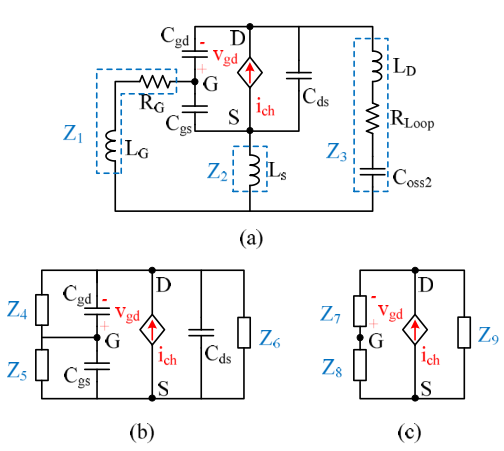 C_gd
-
D
v_gd
+
G
R_G
C_gs
S
i_ch
C_ds
L_D
R_Loop
Z_1
L_G
Z_2
L_s
Z_3
C_oss2
(a)
Z_4
C_gd
-
D
v_gd
+
G
Z_5
C_gs
i_ch
C_ds
Z_6
S
(b)
Z_7
-
D
v_gd
+
G
Z_8
i_ch
Z_9
S
(c)